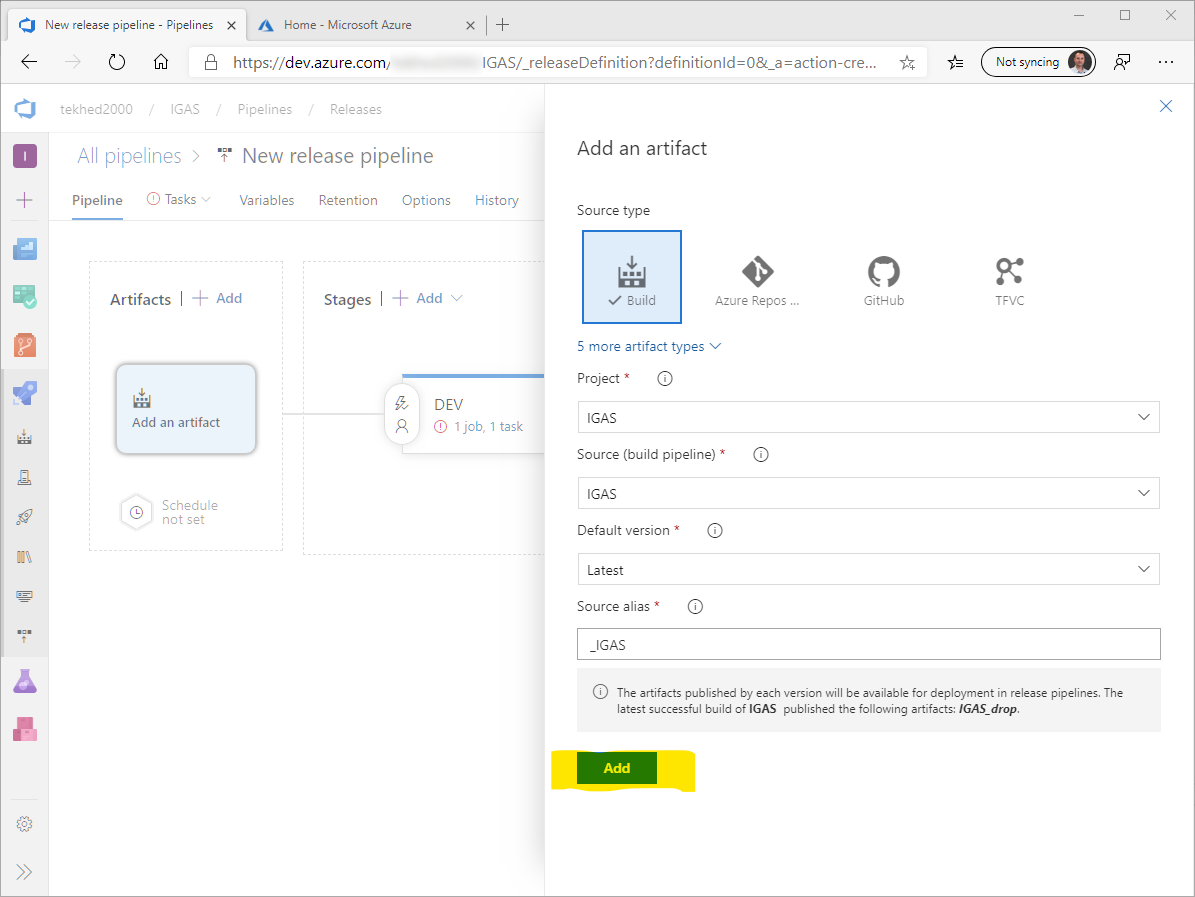 New release pipeline - Pipelines
Home - Microsoft Azure
https://dev.azure.com/ IGAS/_releaseDefinition?definitionId=0&_a=action-cre...
Not syncing
tekhed2000 / IGAS / Pipelines / Releases
I
All pipelines > New release pipeline
Pipeline Tasks Variables Retention Options History
Artifacts | + Add
Stages | + Add
Add an artifact
Schedule
not set
DEV
1 job, 1 task
Add an artifact
Source type
Build
Azure Repos ...
GitHub
TFVC
5 more artifact types
Project *
IGAS
Source (build pipeline) *
IGAS
Default version *
Latest
Source alias *
_IGAS
The artifacts published by each version will be available for deployment in release pipelines. The
latest successful build of IGAS published the following artifacts: IGAS_drop.
Add